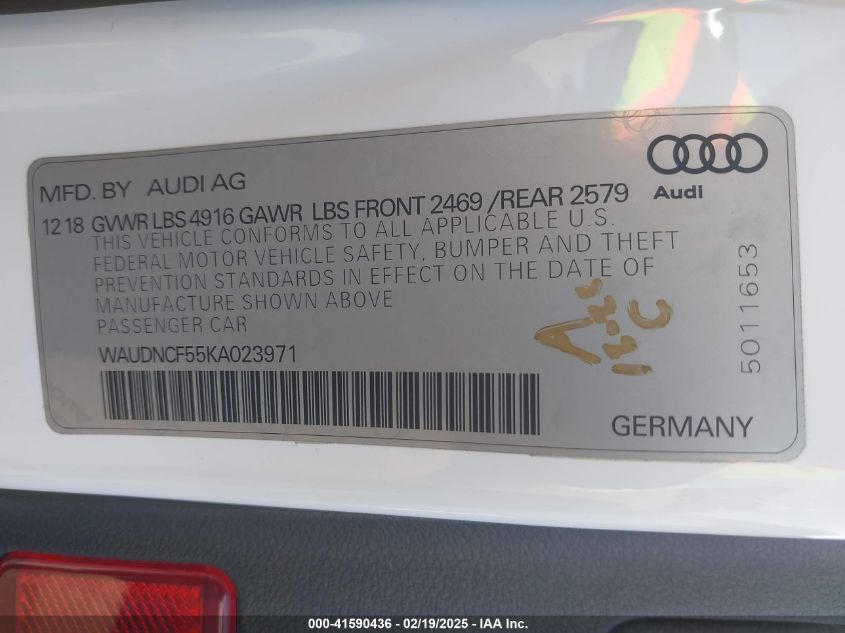 MFD. BY AUDI AG
Audi
12 18 GVWR LBS 4916 GAWR LBS FRONT 2469 /REAR 2579
THIS VEHICLE CONFORMS TO ALL APPLICABLE U.S.
FEDERAL MOTOR VEHICLE SAFETY, BUMPER AND THEFT
PREVENTION STANDARDS IN EFFECT ON THE DATE OF
MANUFACTURE SHOWN ABOVE
PASSENGER CAR
WAUDNCF55KA023971
5011653
GERMANY
000-41590436 - 02/19/2025 - IAA Inc.